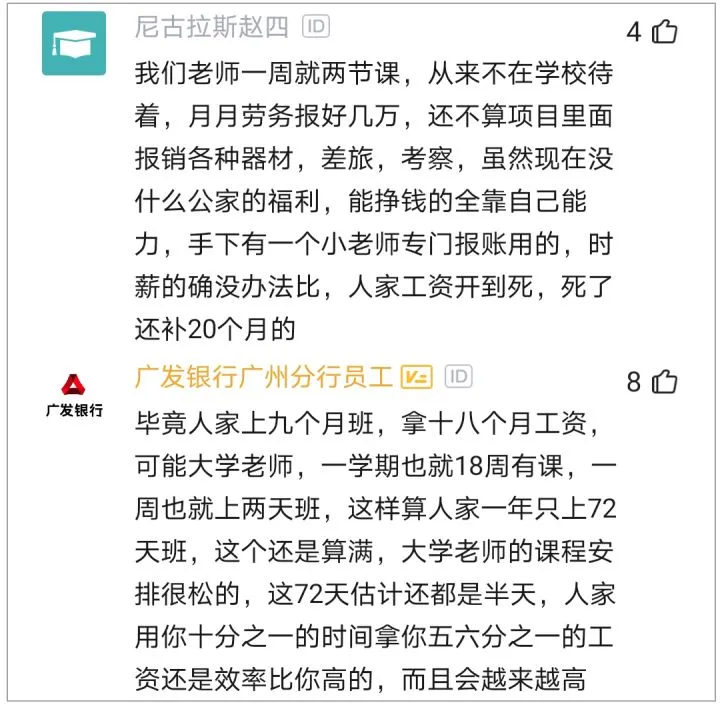 尼古拉斯赵四 ID
4
我们老师一周就两节课，从来不在学校待
着，月月劳务报好几万，还不算项目里面
报销各种器材，差旅，考察，虽然现在没
什么公家的福利，能挣钱的全靠自己能
力，手下有一个小老师专门报账用的，时
薪的确没办法比，人家工资开到死，死了
还补20个月的
广发银行广州分行员工 V= ID
8
广发银行
毕竟人家上九个月班，拿十八个月工资，
可能大学老师，一学期也就18周有课，一
周也就上两天班，这样算人家一年只上72
天班，这个还是算满，大学老师的课程安
排很松的，这72天估计还都是半天，人家
用你十分之一的时间拿你五六分之一的工
资还是效率比你高的，而且会越来越高